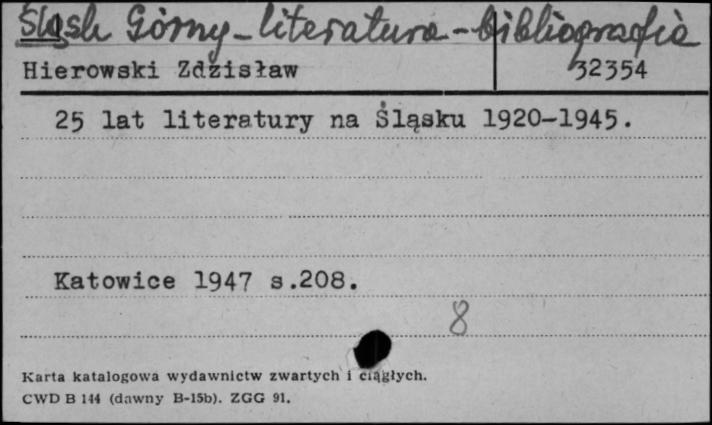 Śląsk Górny - literatura - bibliografia
Hierowski Zdzisław 32354
25 lat literatury na Śląsku 1920-1945.
Katowice 1947 s.208.
8
Karta katalogowa wydawnictw zwartych i ciągłych.
CWD B 144 (dawny B-15b). ZGG 91.